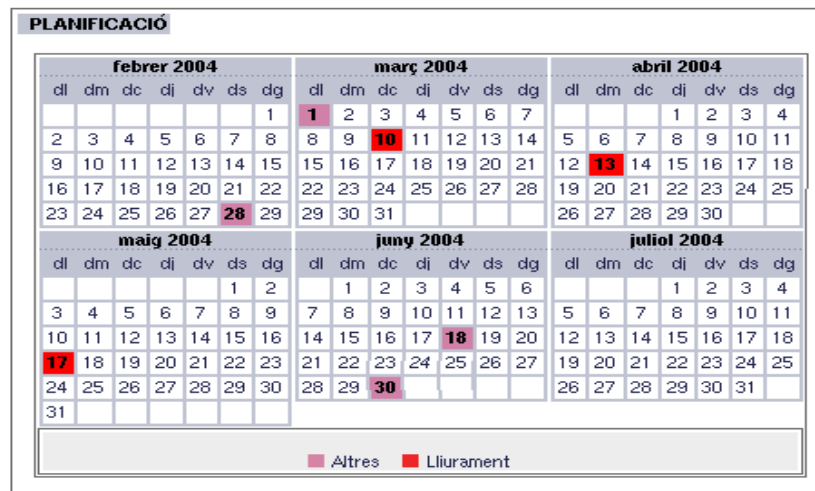 PLANIFICACIÓ
febrer 2004 març 2004 abril 2004
dl dm dc dj dv ds dg dl dm dc dj dv ds dg dl dm dc dj dv ds dg
1 1 2 3 4 5 6 7 1 2 3 4
2 3 4 5 6 7 8 8 9 10 11 12 13 14 5 6 7 8 9 10 11
9 10 11 12 13 14 15 15 16 17 18 19 20 21 12 13 14 15 16 17 18
16 17 18 19 20 21 22 22 23 24 25 26 27 28 19 20 21 22 23 24 25
23 24 25 26 27 28 29 29 30 31 26 27 28 29 30
maig 2004 juny 2004 juliol 2004
dl dm dc dj dv ds dg dl dm dc dj dv ds dg dl dm dc dj dv ds dg
1 2 1 2 3 4 5 6 1 2 3 4
3 4 5 6 7 8 9 7 8 9 10 11 12 13 5 6 7 8 9 10 11
10 11 12 13 14 15 16 14 15 16 17 18 19 20 12 13 14 15 16 17 18
17 18 19 20 21 22 23 21 22 23 24 25 26 27 19 20 21 22 23 24 25
24 25 26 27 28 29 30 28 29 30 26 27 28 29 30 31
31
Altres Lliurament